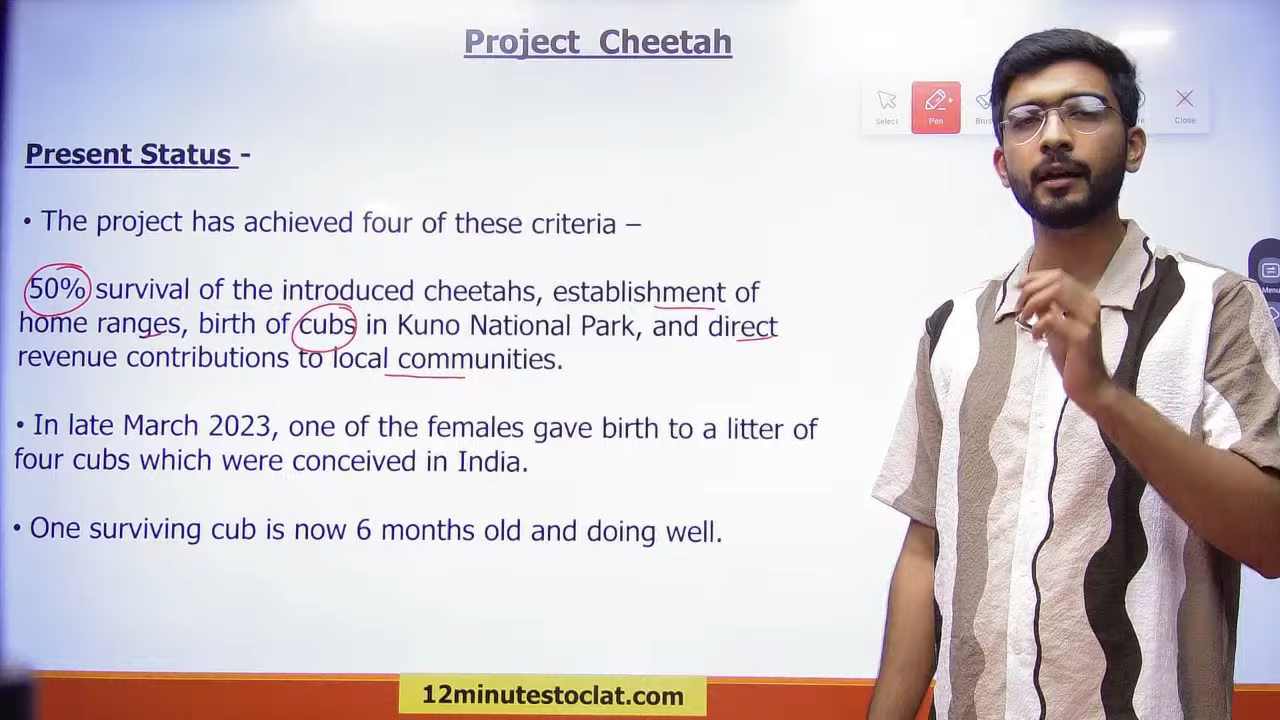 Project Cheetah
Select
Pen
Close
Present Status -
• The project has achieved four of these criteria –
50% survival of the introduced cheetahs, establishment of
home ranges, birth of cubs in Kuno National Park, and direct
revenue contributions to local communities.
Menu
• In late March 2023, one of the females gave birth to a litter of
four cubs which were conceived in India.
• One surviving cub is now 6 months old and doing well.
12minutestoclat.com